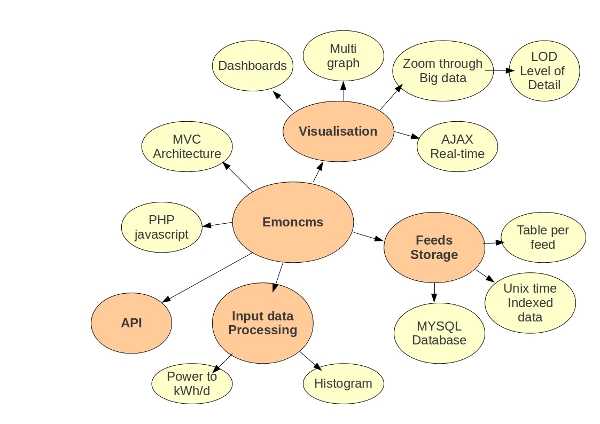 Dashboards
Multi
graph
Zoom through
Big data
LOD
Level of
Detail
Visualisation
AJAX
Real-time
MVC
Architecture
PHP
javascript
Emoncms
Feeds
Storage
Table per
feed
Unix time
Indexed
data
MYSQL
Database
API
Input data
Processing
Power to
kWh/d
Histogram